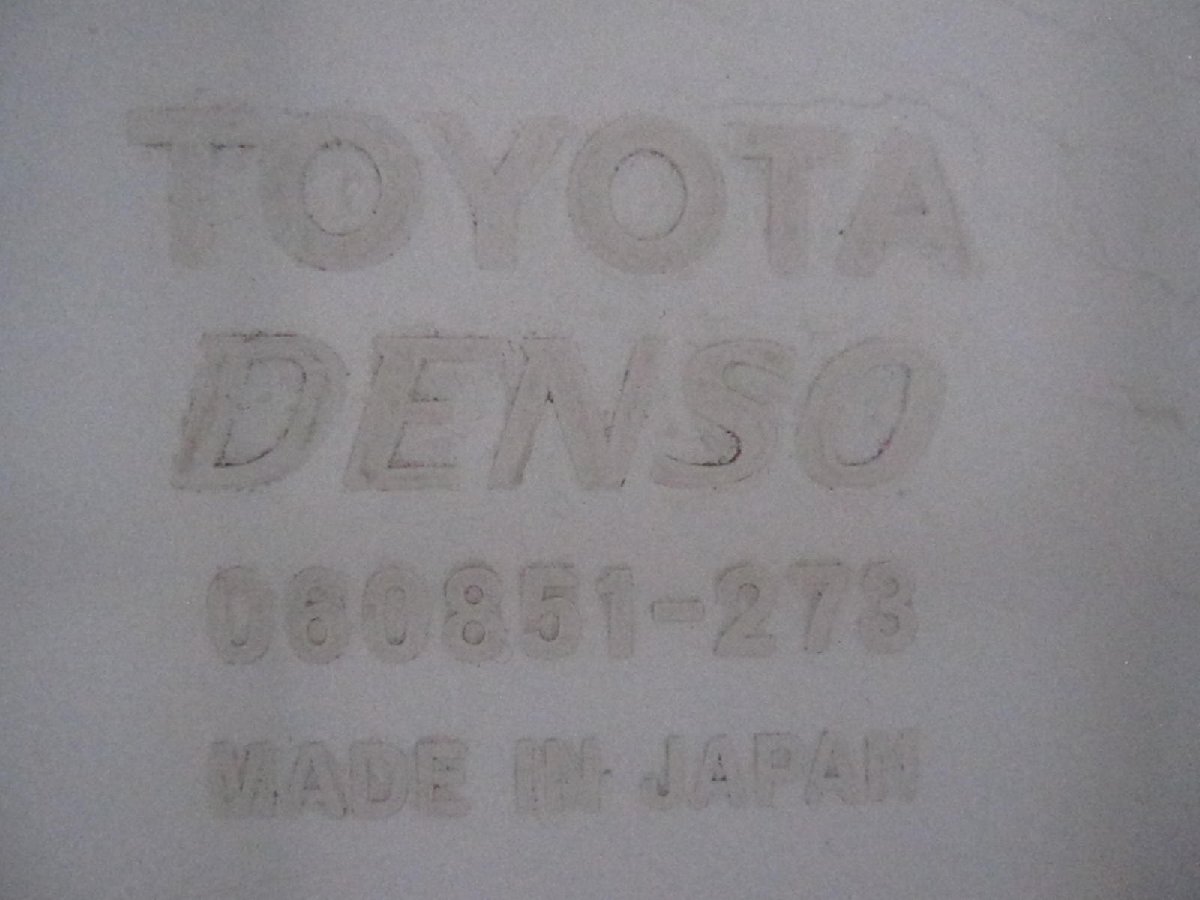 TOYOTA
DENSO
060851-273
MADE IN JAPAN